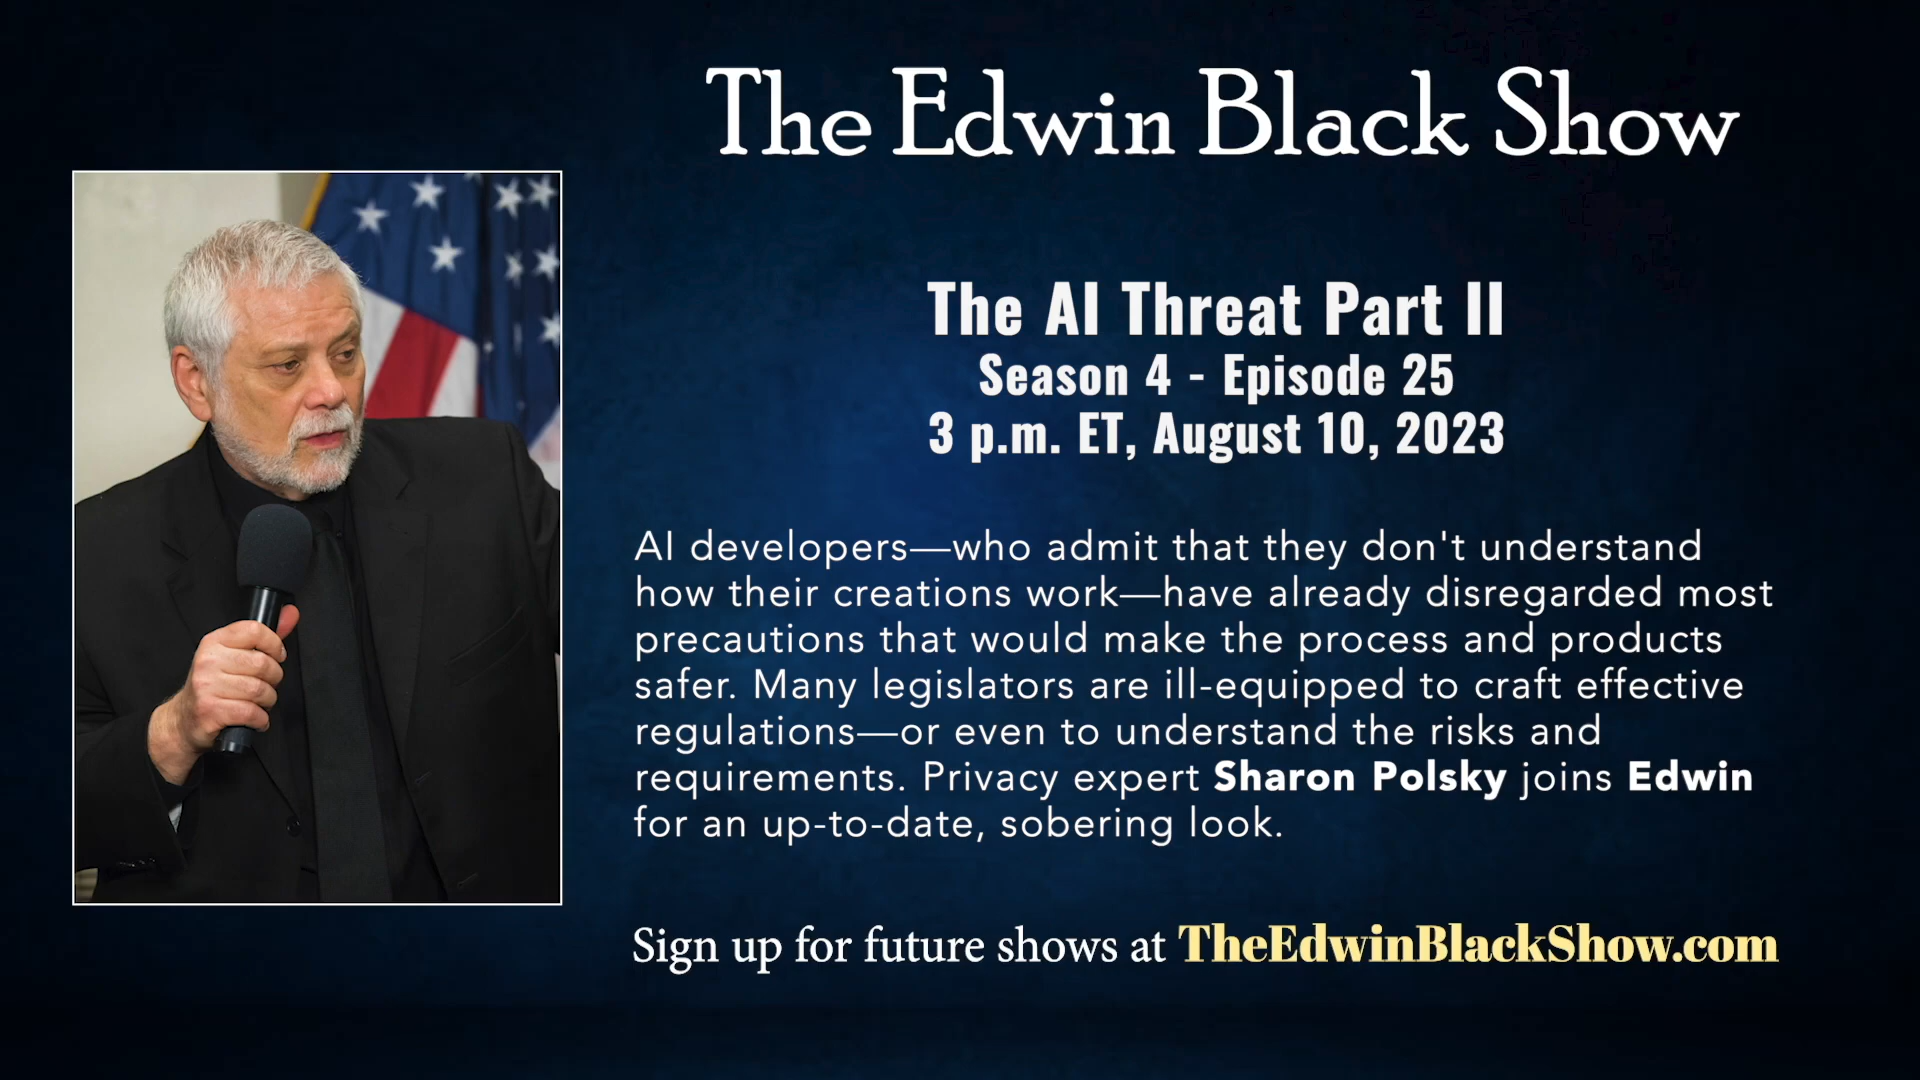 The Edwin Black Show
The AI Threat Part II
Season 4 - Episode 25
3 p.m. ET, August 10, 2023
AI developers—who admit that they don't understand
how their creations work—have already disregarded most
precautions that would make the process and products
safer. Many legislators are ill-equipped to craft effective
regulations—or even to understand the risks and
requirements. Privacy expert Sharon Polsky joins Edwin
for an up-to-date, sobering look.
Sign up for future shows at TheEdwinBlackShow.com